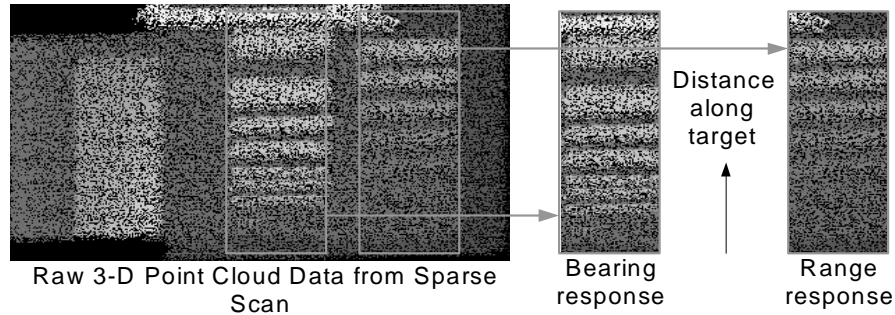 Distance
along
target
Raw 3-D Point Cloud Data from Sparse
Scan
Bearing
response
Range
response